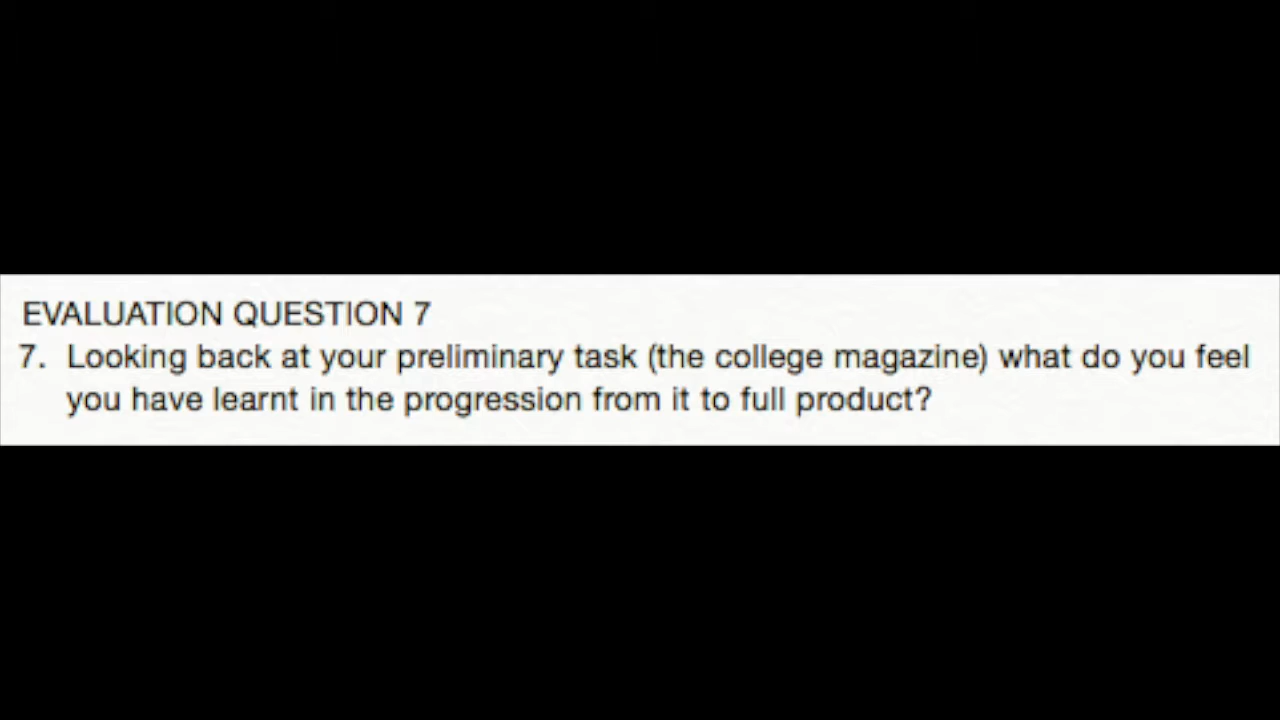 EVALUATION QUESTION 7
7. Looking back at your preliminary task (the college magazine) what do you feel
you have learnt in the progression from it to full product?